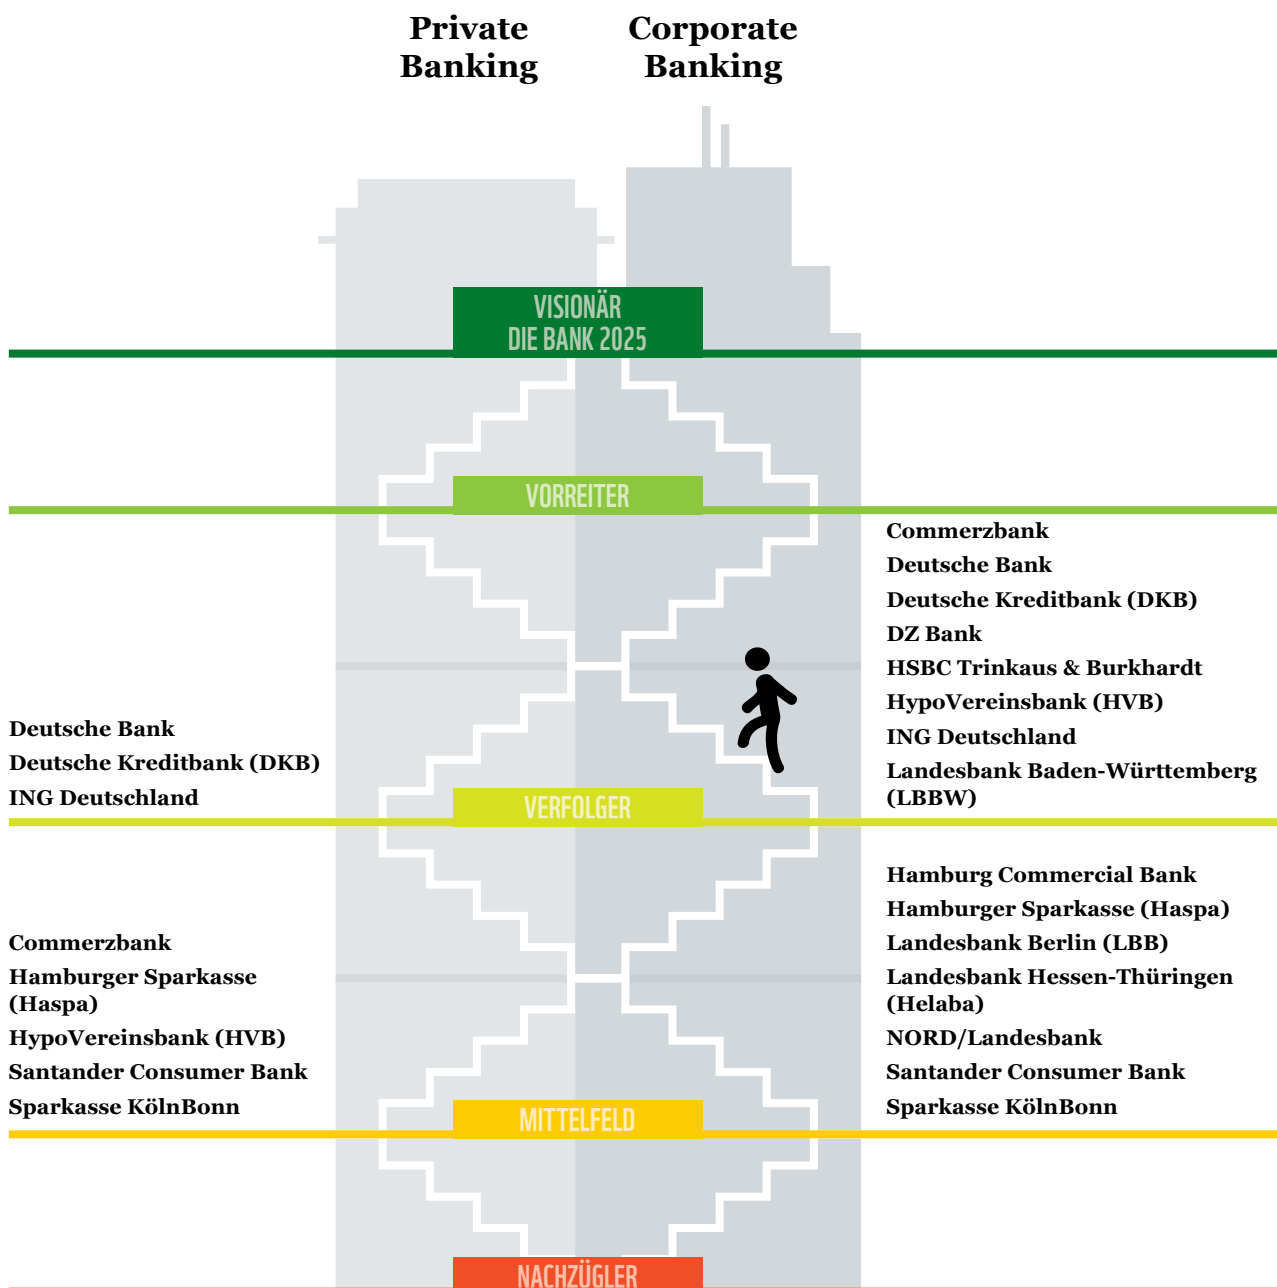 Private
Banking
Corporate
Banking
VISIONÄR
DIE BANK 2025
VORREITER
Deutsche Bank
Deutsche Kreditbank (DKB)
ING Deutschland
Commerzbank
Deutsche Bank
Deutsche Kreditbank (DKB)
DZ Bank
HSBC Trinkaus & Burkhardt
HypoVereinsbank (HVB)
ING Deutschland
Landesbank Baden-Württemberg
(LBBW)
VERFOLGER
Commerzbank
Hamburger Sparkasse
(Haspa)
HypoVereinsbank (HVB)
Santander Consumer Bank
Sparkasse KölnBonn
Hamburg Commercial Bank
Hamburger Sparkasse (Haspa)
Landesbank Berlin (LBB)
Landesbank Hessen-Thüringen
(Helaba)
NORD/Landesbank
Santander Consumer Bank
Sparkasse KölnBonn
MITTELFELD
NACHZÜGLER